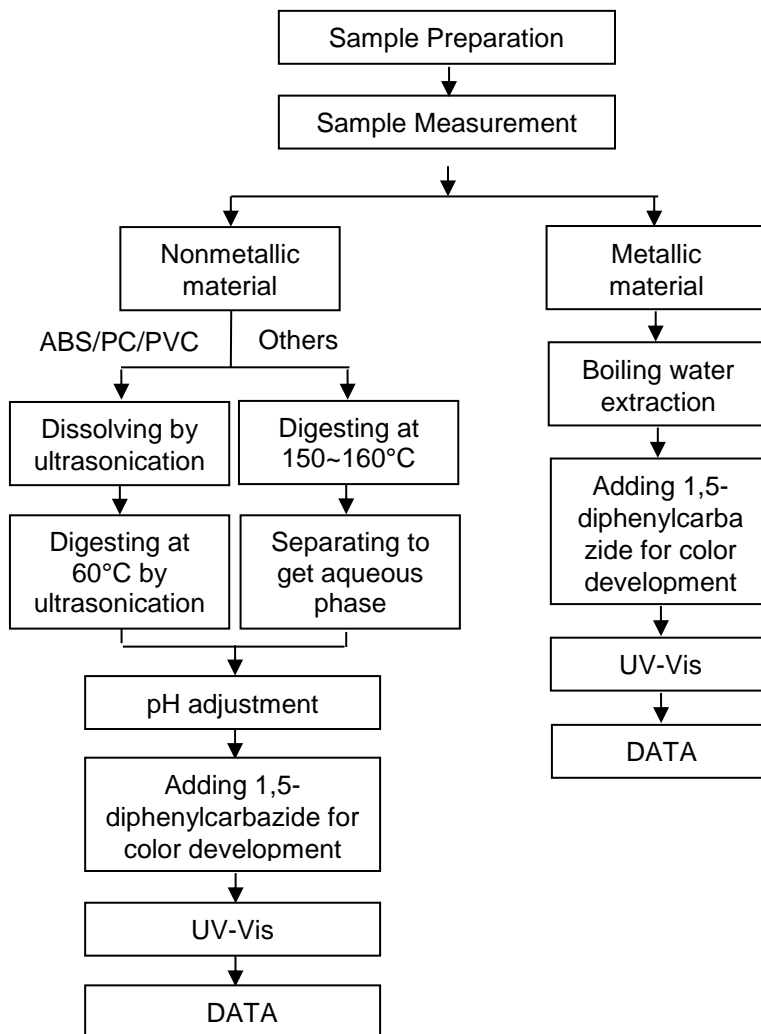 Sample Preparation
Sample Measurement
Nonmetallic
material
Metallic
material
ABS/PC/PVC
Others
Boiling water
extraction
Dissolving by
ultrasonication
Digesting at
150~160°C
Adding 1,5-
diphenylcarba
zide for color
development
Digesting at
60°C by
ultrasonication
Separating to
get aqueous
phase
UV-Vis
pH adjustment
DATA
Adding 1,5-
diphenylcarbazide for
color development
UV-Vis
DATA